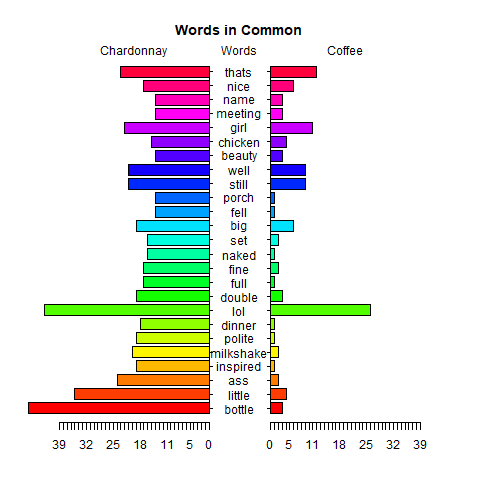 Words in Common
Chardonnay Words Coffee
thats
nice
name
meeting
girl
chicken
beauty
well
still
porch
fell
big
set
naked
fine
full
double
lol
dinner
polite
milkshake
inspired
ass
little
bottle
39 32 25 18 11 5 0 0 5 11 18 25 32 39